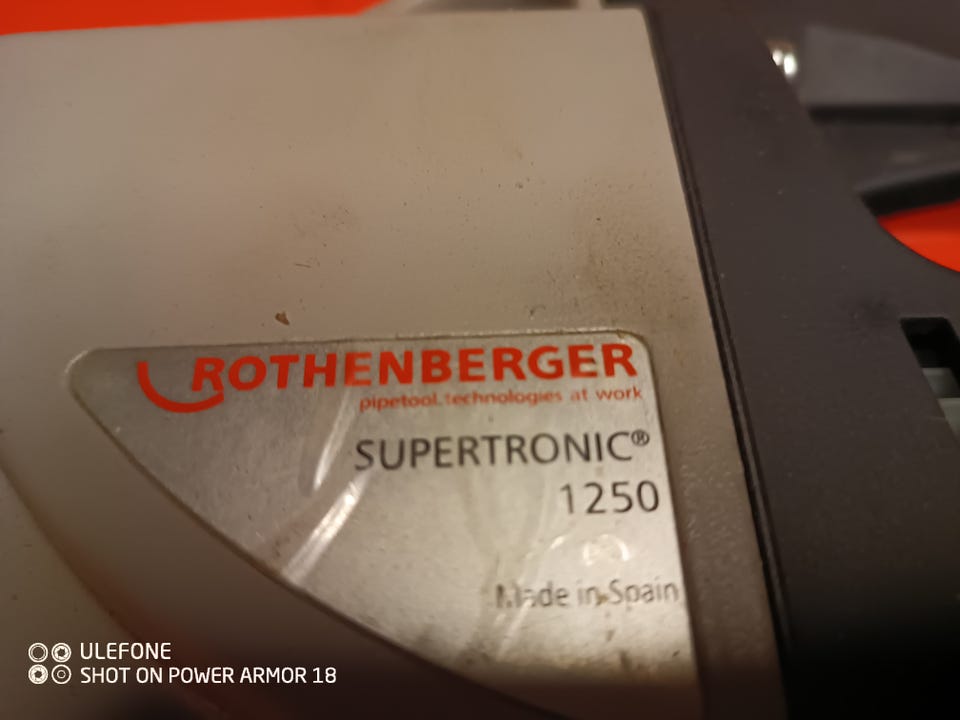 ROTHENBERGER
pipetool.technologies at work
SUPERTRONIC®
1250
Made in Spain
ULEFONE
SHOT ON POWER ARMOR 18